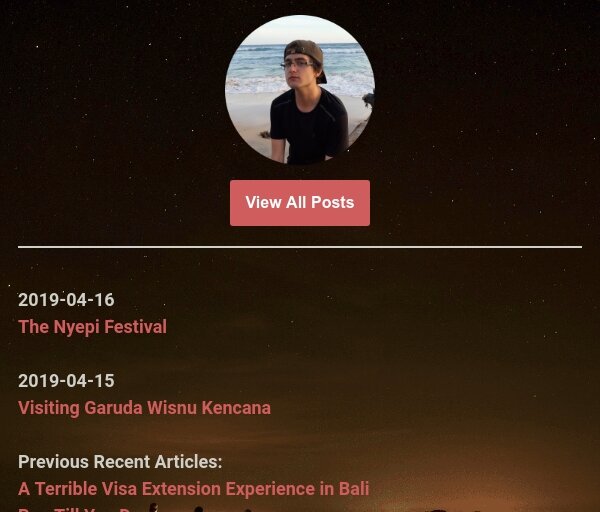 View All Posts
2019-04-16
The Nyepi Festival
2019-04-15
Visiting Garuda Wisnu Kencana
Previous Recent Articles:
A Terrible Visa Extension Experience in Bali